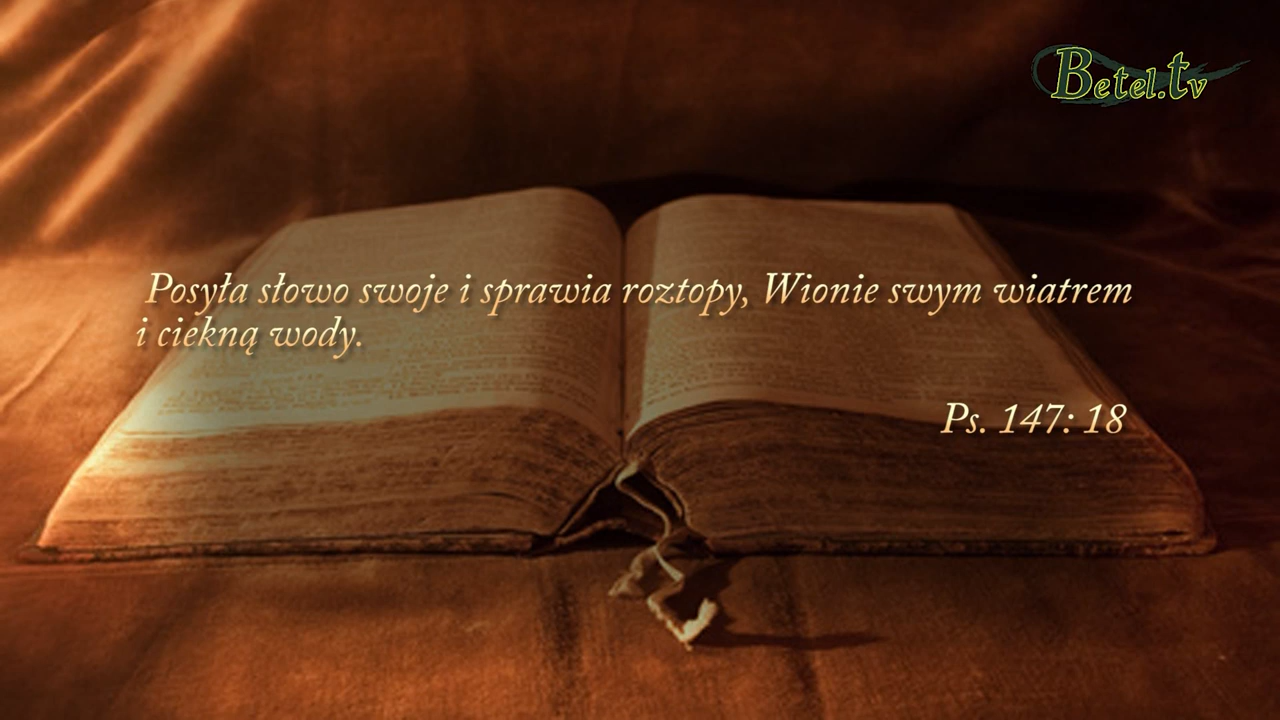 Betel.tv
Posyła słowo swoje i sprawia roztopy, Wionie swym wiatrem
i ciekną wody.
Ps. 147: 18